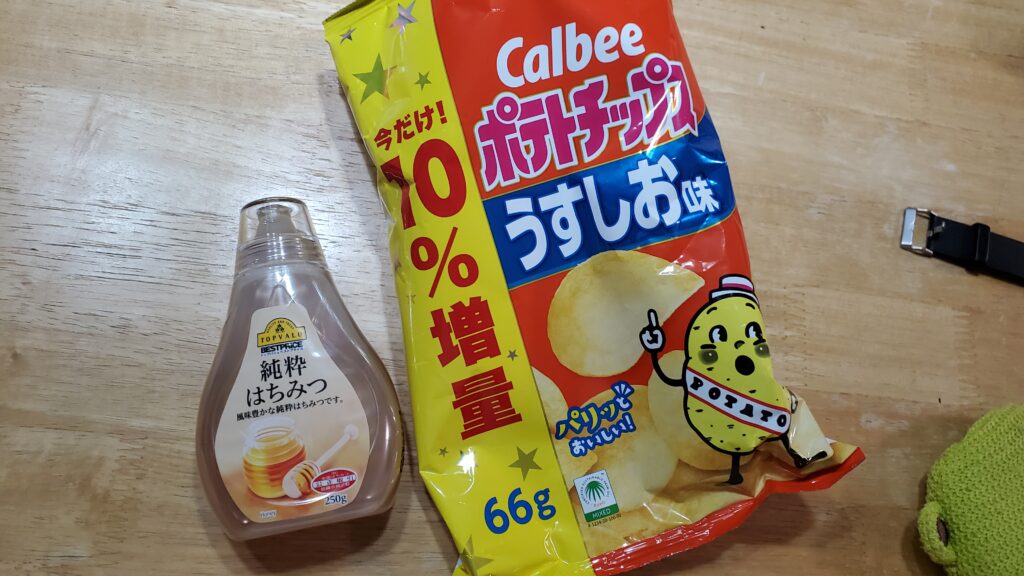 TOPVALU
BESTPRICE
純粋
はちみつ
風味豊かな純粋はちみつです。
250g
今だけ!
10%増量
66g
Calbee
ポテトチップス
うすしお味
パリッと
おいしい!
POTATO
MIXED